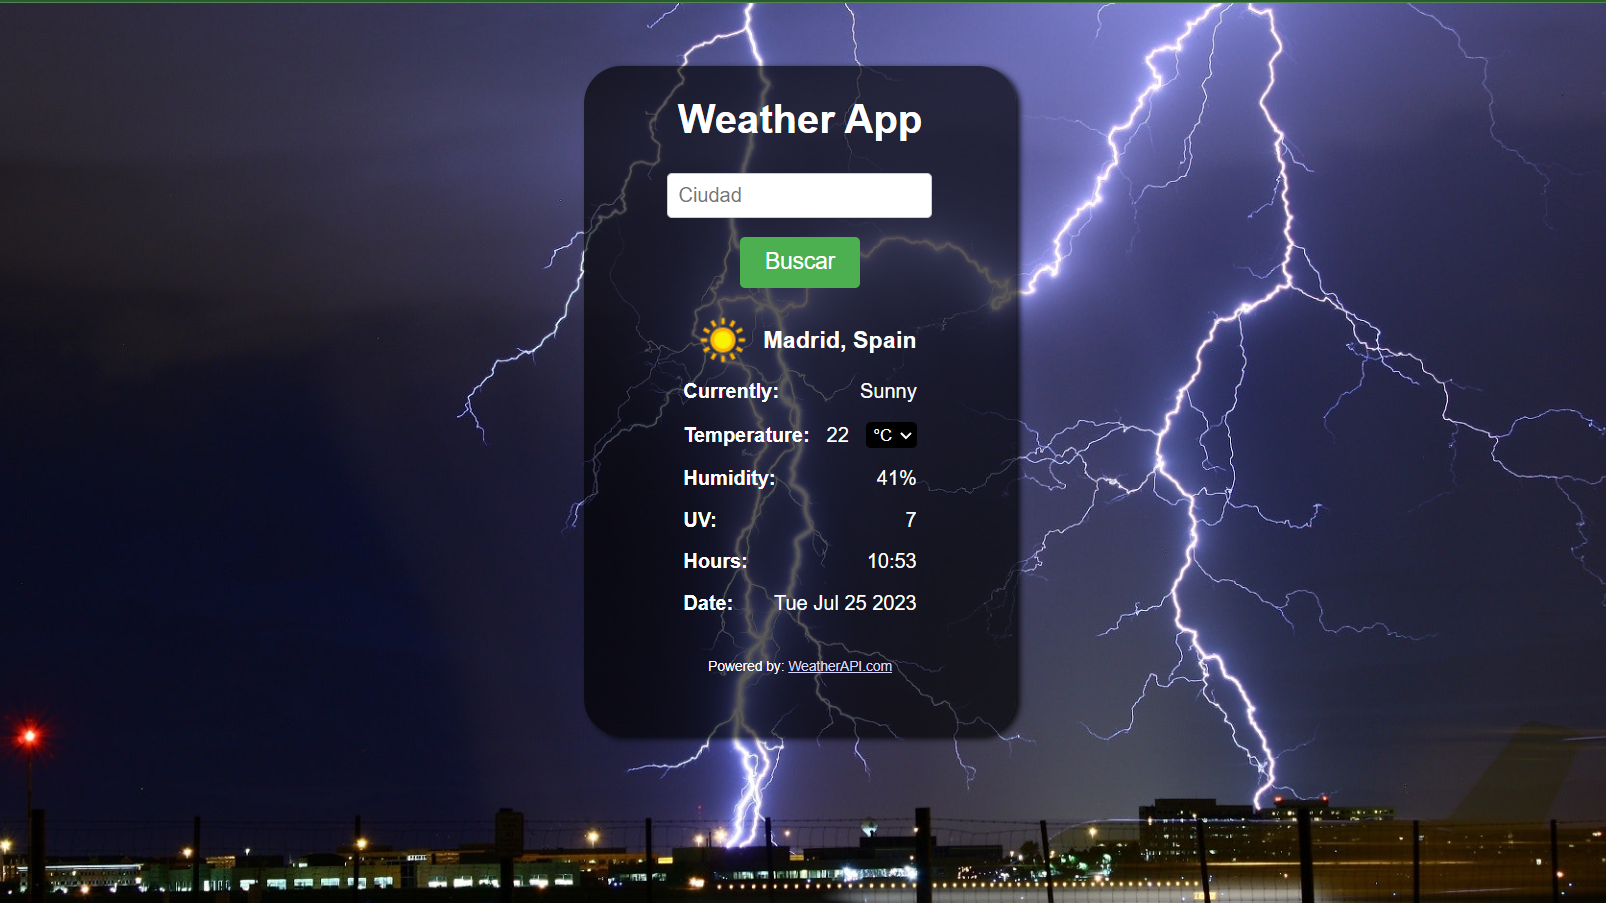 Weather App
Ciudad
Buscar
Madrid, Spain
Currently: Sunny
Temperature: 22 °C
Humidity: 41%
UV: 7
Hours: 10:53
Date: Tue Jul 25 2023
Powered by: WeatherAPI.com